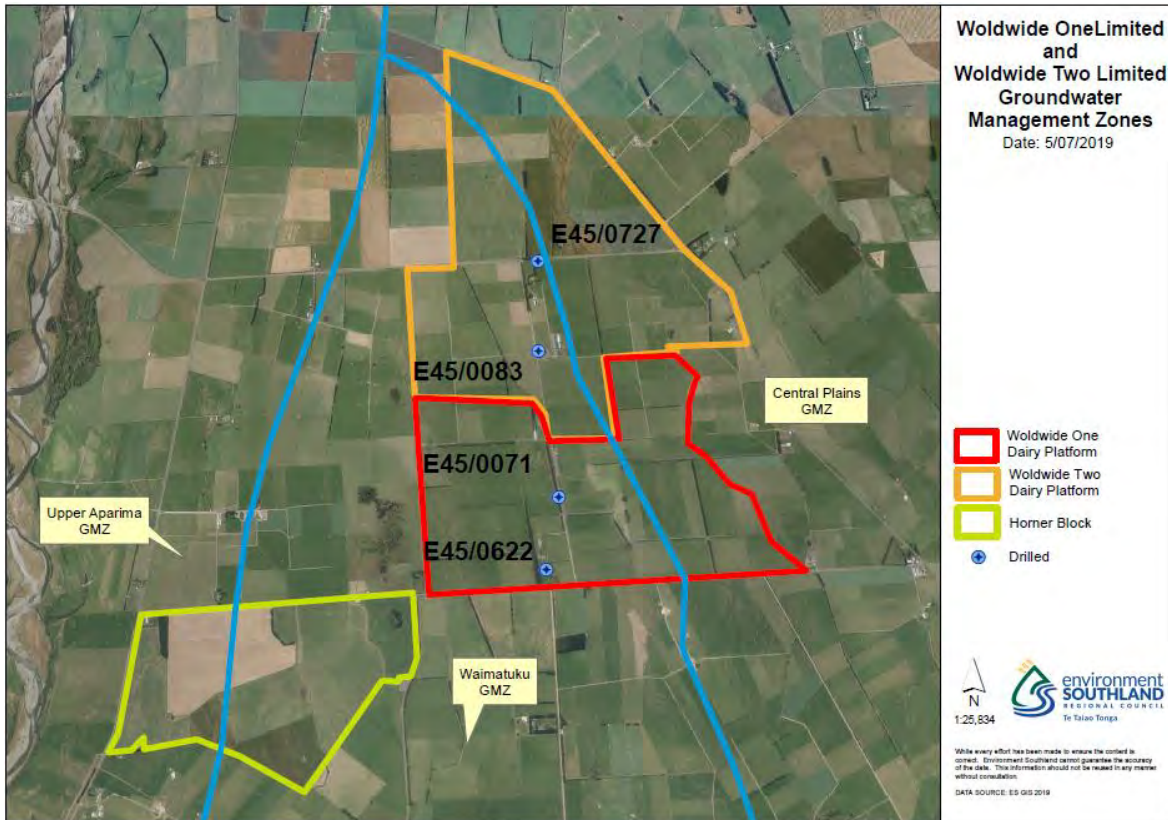 Woldwide OneLimited
and
Woldwide Two Limited
Groundwater
Management Zones
Date: 5/07/2019
E45/0727
E45/0083
Central Plains
GMZ
E45/0071
Upper Aparima
GMZ
E45/0622
Waimatuku
GMZ
Woldwide One
Dairy Platform
Woldwide Two
Dairy Platform
Horner Block
Drilled
N
1:25,834
environment
SOUTHLAND
REGIONAL COUNCIL
Te Taiao Tonga
While every effort has been made to ensure the content is
correct. Environment Southland cannot guarantee the accuracy
of the data. This information should not be reused in any manner
without consultation.
DATA SOURCE: ES GIS 2019